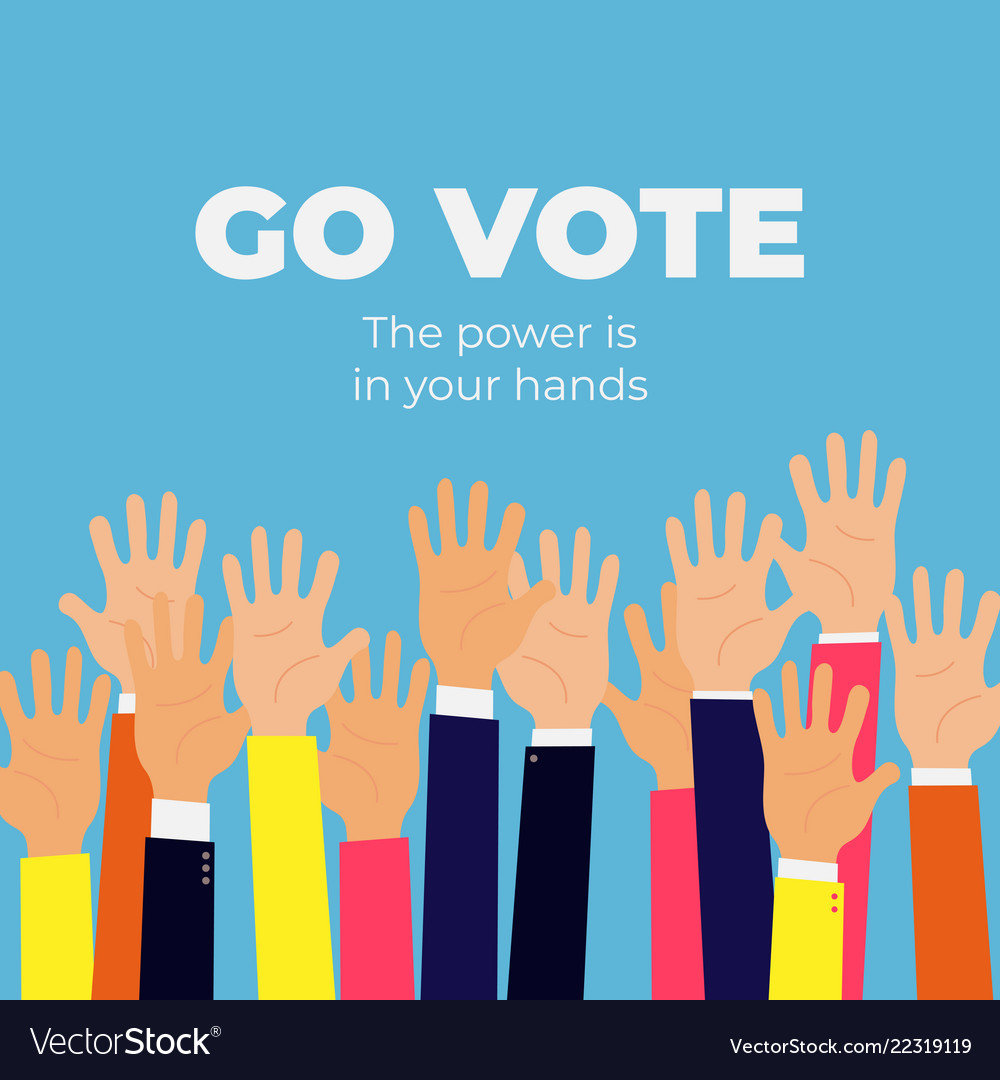 GO VOTE
The power is
in your hands
VectorStock®
VectorStock.com/22319119